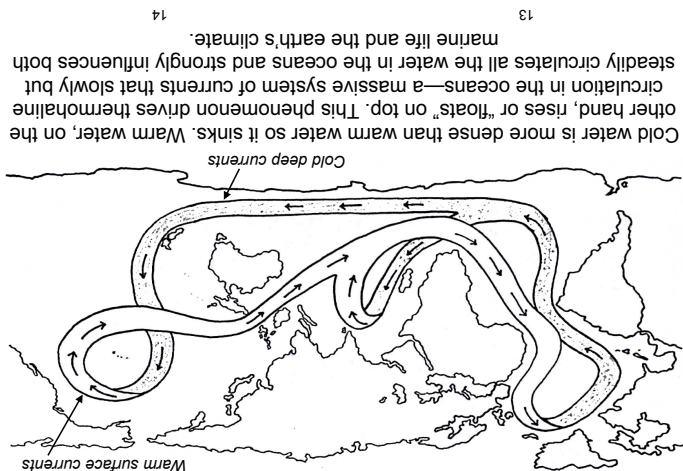 Warm surface currents
Cold deep currents
Cold water is more dense than warm water so it sinks. Warm water, on the
other hand, rises or “floats” on top. This phenomenon drives thermohaline
circulation in the oceans—a massive system of currents that slowly but
steadily circulates all the water in the oceans and strongly influences both
marine life and the earth’s climate.
13
14